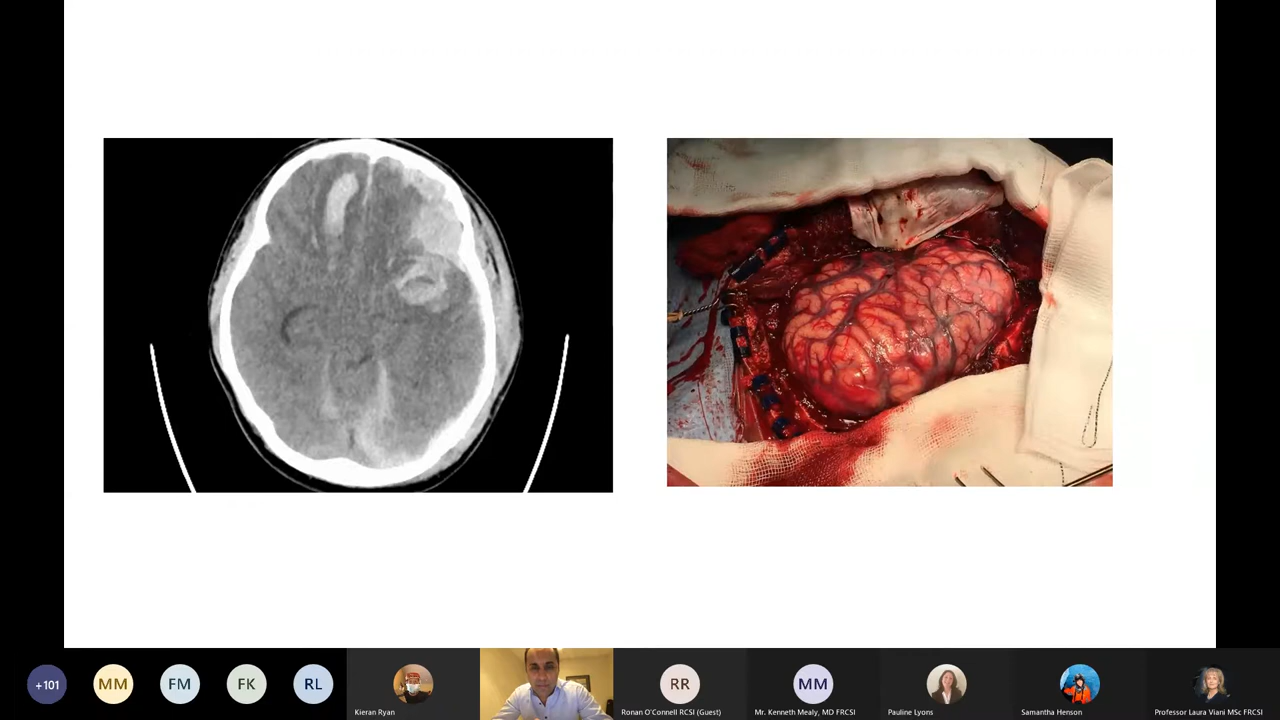 +101
MM
FM
FK
RL
Kieran Ryan
RR
Ronan O'Connell RCSI (Guest)
MM
Mr. Kenneth Mealy, MD FRCSI
Pauline Lyons
Samantha Henson
Professor Laura Viani MSc FRCSI